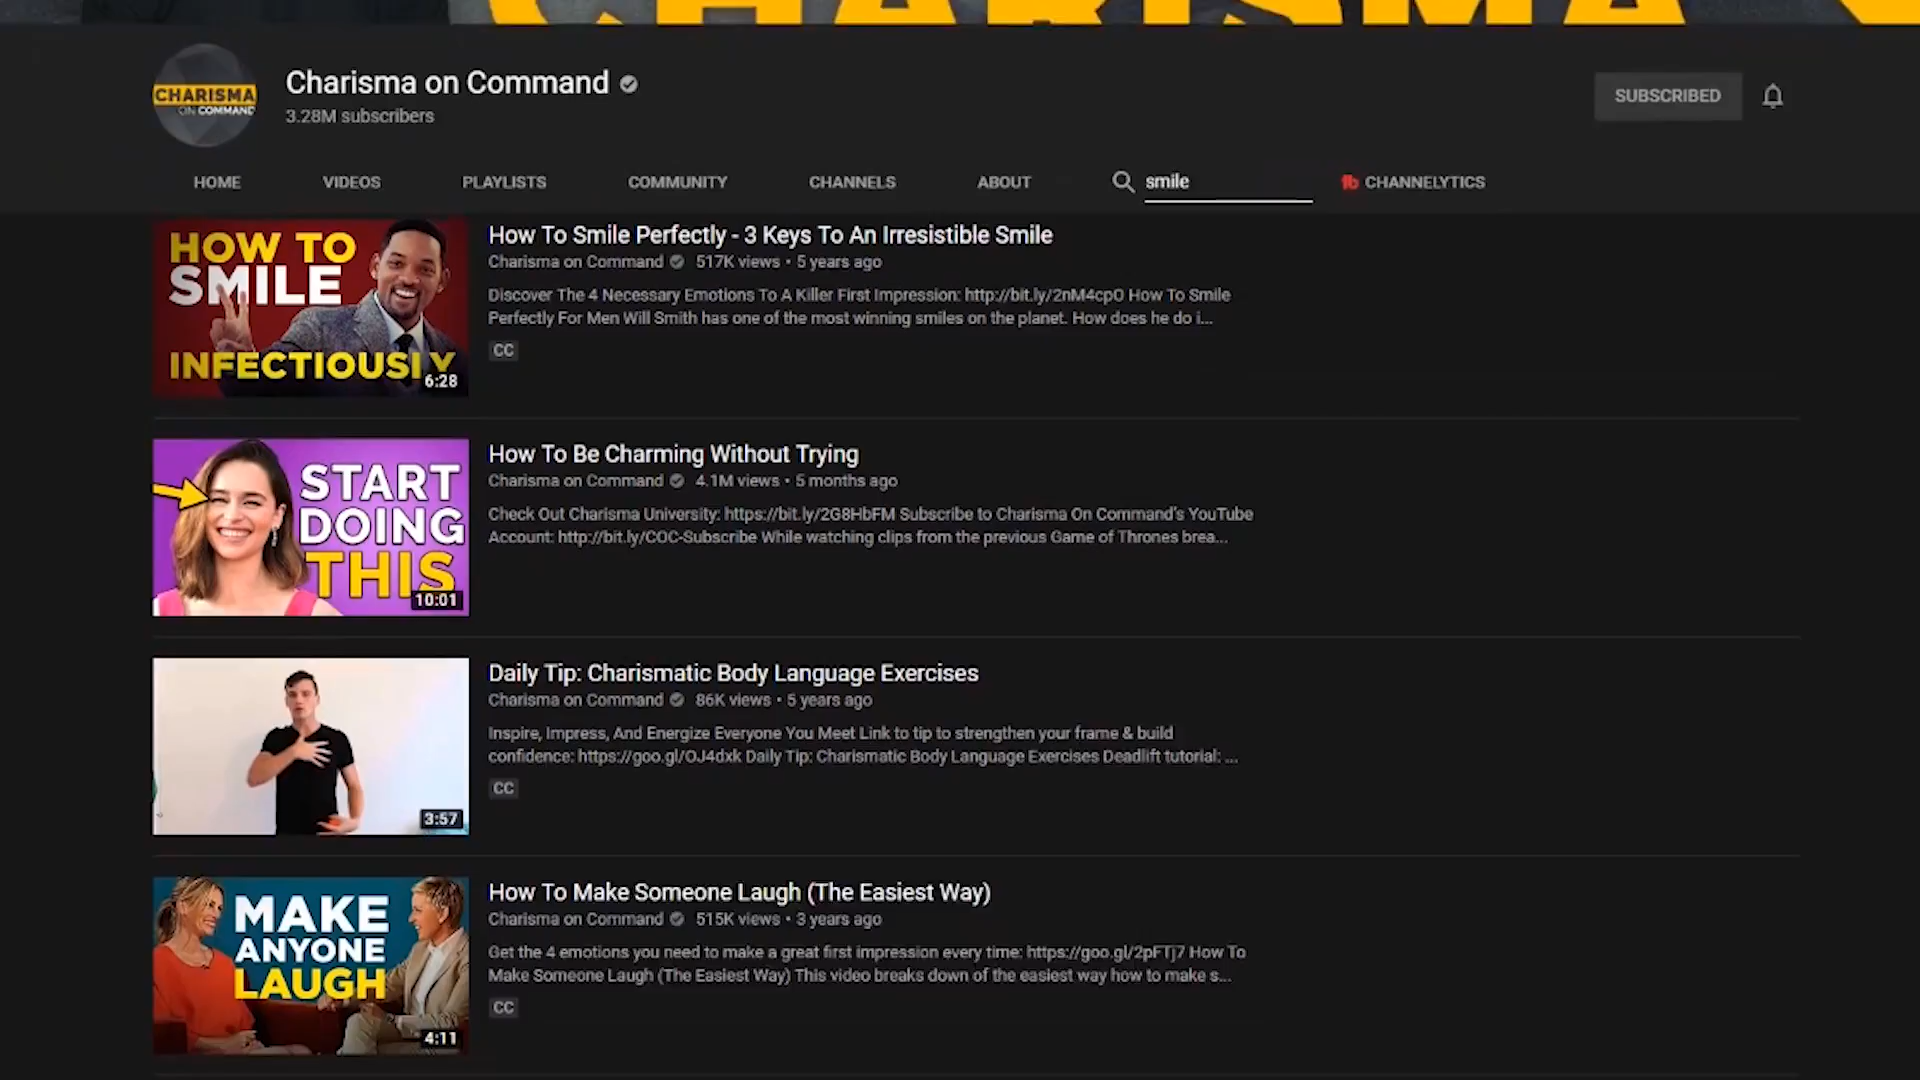 CHARISMA
CHARISMA
ON COMMAND
Charisma on Command
3.28M subscribers
SUBSCRIBED
HOME VIDEOS PLAYLISTS COMMUNITY CHANNELS ABOUT smile tb CHANNELYTICS
HOW TO
SMILE
INFECTIOUSLY
6:28
How To Smile Perfectly - 3 Keys To An Irresistible Smile
Charisma on Command 517K views • 5 years ago
Discover The 4 Necessary Emotions To A Killer First Impression: http://bit.ly/2nM4cpO How To Smile
Perfectly For Men Will Smith has one of the most winning smiles on the planet. How does he do i...
CC
START
DOING
THIS
10:01
How To Be Charming Without Trying
Charisma on Command 4.1M views • 5 months ago
Check Out Charisma University: https://bit.ly/2G8HbFM Subscribe to Charisma On Command's YouTube
Account: http://bit.ly/COC-Subscribe While watching clips from the previous Game of Thrones brea...
3:57
Daily Tip: Charismatic Body Language Exercises
Charisma on Command 86K views • 5 years ago
Inspire, Impress, And Energize Everyone You Meet Link to tip to strengthen your frame & build
confidence: https://goo.gl/OJ4dxk Daily Tip: Charismatic Body Language Exercises Deadlift tutorial: ...
CC
MAKE
ANYONE
LAUGH
4:11
How To Make Someone Laugh (The Easiest Way)
Charisma on Command 515K views • 3 years ago
Get the 4 emotions you need to make a great first impression every time: https://goo.gl/2pFTj7 How To
Make Someone Laugh (The Easiest Way) This video breaks down of the easiest way how to make s...
CC